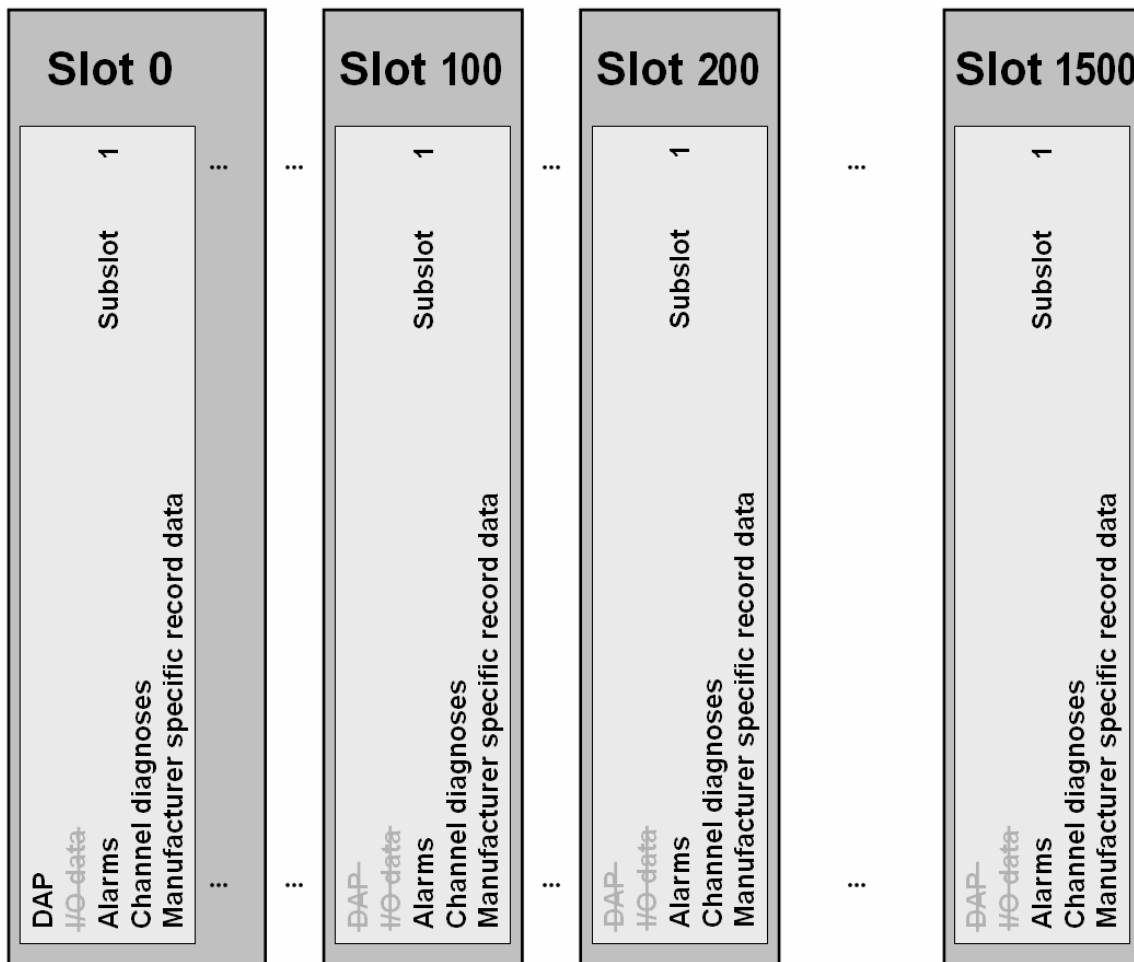 Slot 0
Subslot 1
DAP
I/O data
Alarms
Channel diagnoses
Manufacturer specific record data
...
...
...
...
Slot 100
Subslot 1
DAP
I/O data
Alarms
Channel diagnoses
Manufacturer specific record data
...
...
Slot 200
Subslot 1
DAP
I/O data
Alarms
Channel diagnoses
Manufacturer specific record data
...
...
Slot 1500
Subslot 1
DAP
I/O data
Alarms
Channel diagnoses
Manufacturer specific record data